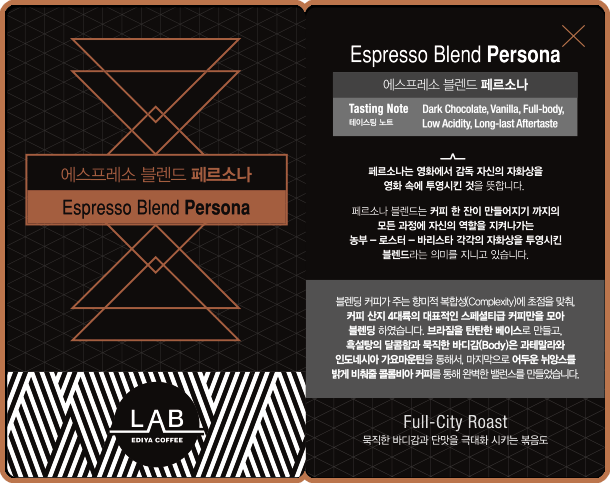 에스프레소 블렌드 페르소나
Espresso Blend Persona
LAB
EDIYA COFFEE
Espresso Blend Persona
에스프레소 블렌드 페르소나
Tasting Note Dark Chocolate, Vanilla, Full-body,
테이스팅 노트 Low Acidity, Long-last Aftertaste
페르소나는 영화에서 감독 자신의 자화상을
영화 속에 투영시킨 것을 뜻합니다.
페르소나 블렌드는 커피 한 잔이 만들어지기 까지의
모든 과정에 자신의 역할을 지켜나가는
농부 – 로스터 – 바리스타 각각의 자화상을 투영시킨
블렌드라는 의미를 지니고 있습니다.
블렌딩 커피가 주는 향미적 복합성(Complexity)에 초점을 맞춰,
커피 산지 4대륙의 대표적인 스페셜티급 커피만을 모아
블렌딩 하였습니다. 브라질을 탄탄한 베이스로 만들고,
흑설탕의 달콤함과 묵직한 바디감(Body)은 과테말라와
인도네시아 가요마운틴을 통해서, 마지막으로 어두운 뉘앙스를
밝게 비춰줄 콜롬비아 커피를 통해 완벽한 밸런스를 만들었습니다.
Full-City Roast
묵직한 바디감과 단맛을 극대화 시키는 볶음도